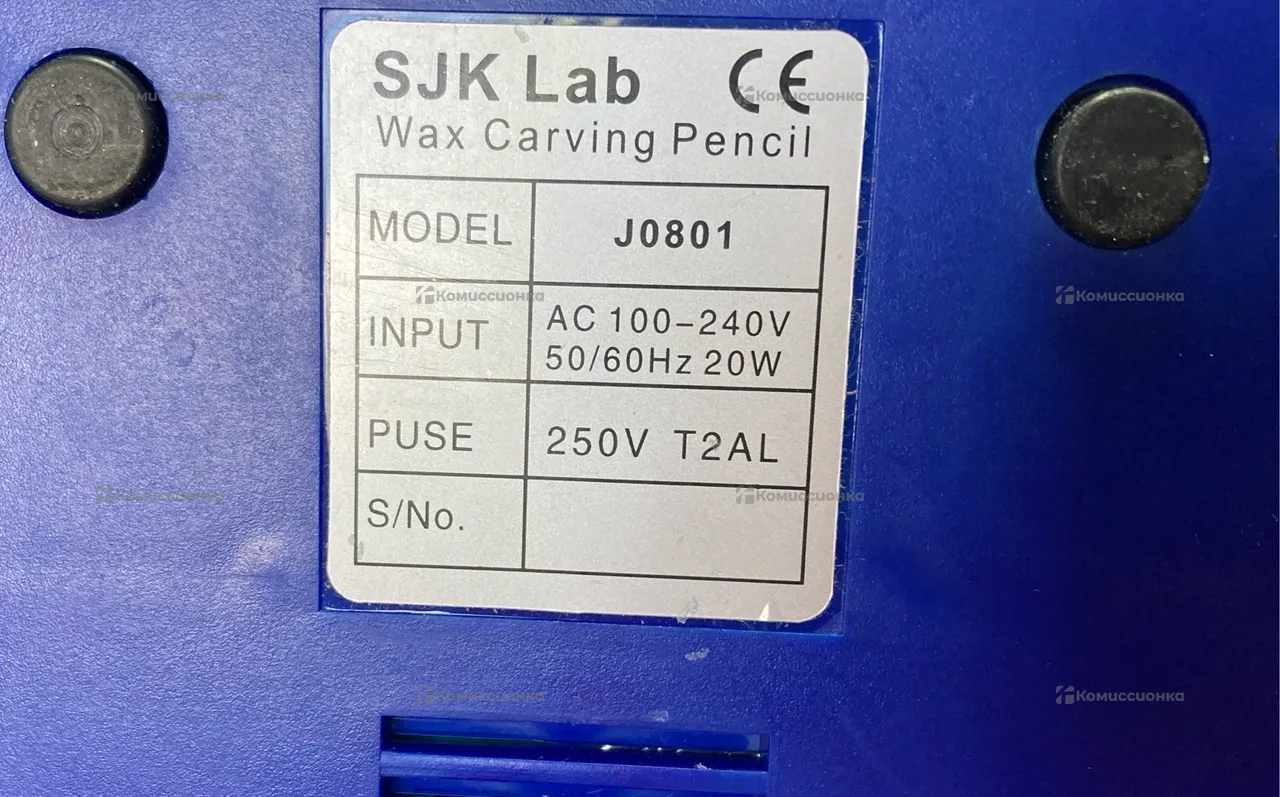 SJK Lab CE
Wax Carving Pencil
MODEL J0801
INPUT AC 100-240V
50/60Hz 20W
PUSE 250V T2AL
S/No.
Комиссионка
Комиссионка
Комиссионка
Комиссионка
Комиссионка
Комиссионка
Комиссионка
Комиссионка